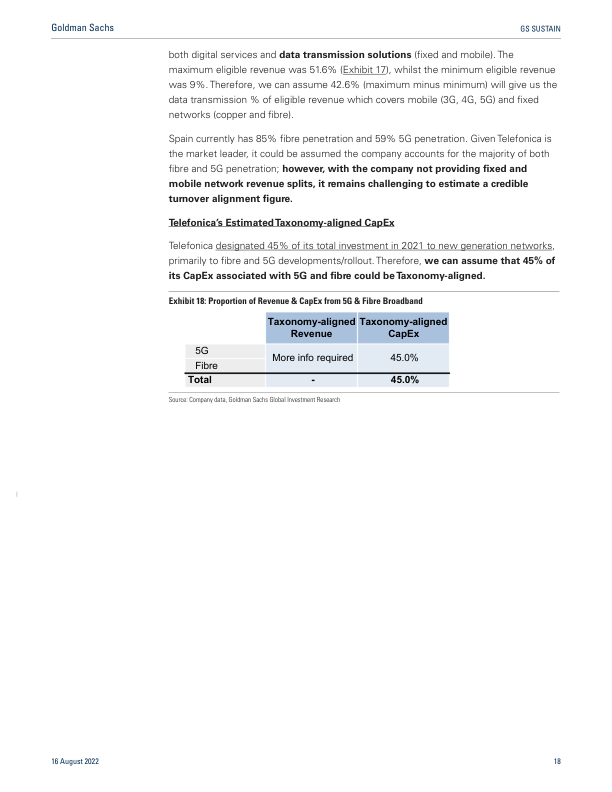 Goldman Sachs
GS SUSTAIN
both digital services and data transmission solutions (fixed and mobile). The
maximum eligible revenue was 51.6% (Exhibit 17), whilst the minimum eligible revenue
was 9%. Therefore, we can assume 42.6% (maximum minus minimum) will give us the
data transmission % of eligible revenue which covers mobile (3G, 4G, 5G) and fixed
networks (copper and fibre).
Spain currently has 85% fibre penetration and 59% 5G penetration. Given Telefonica is
the market leader, it could be assumed the company accounts for the majority of both
fibre and 5G penetration; however, with the company not providing fixed and
mobile network revenue splits, it remains challenging to estimate a credible
turnover alignment figure.
Telefonica's Estimated Taxonomy-aligned CapEx
Telefonica designated 45% of its total investment in 2021 to new generation networks,
primarily to fibre and 5G developments/rollout. Therefore, we can assume that 45% of
its CapEx associated with 5G and fibre could be Taxonomy-aligned.
Exhibit 18: Proportion of Revenue & CapEx from 5G & Fibre Broadband
Taxonomy-aligned Taxonomy-aligned
Revenue CapEx
5G
More info required 45.0%
Fibre
Total - 45.0%
Source: Company data, Goldman Sachs Global Investment Research
16 August 2022
18